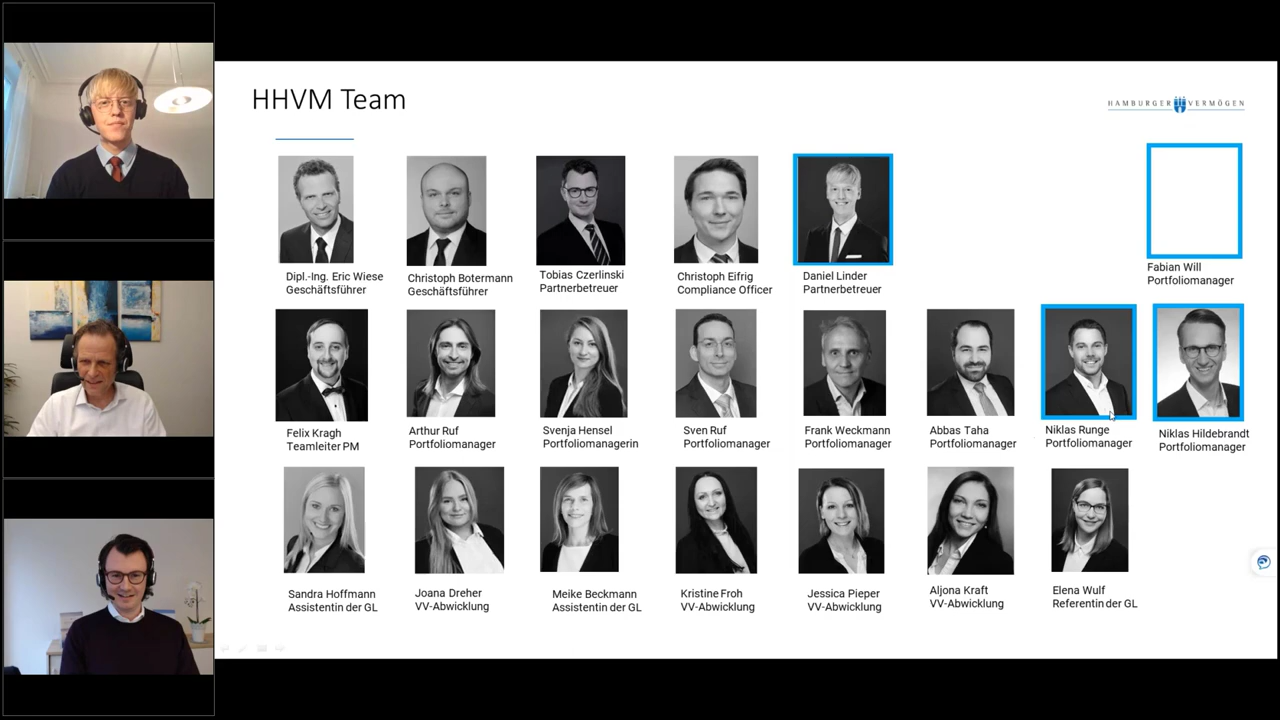 HHVM Team
HAMBURGER VERMÖGEN
Dipl.-Ing. Eric Wiese
Geschäftsführer
Christoph Botermann
Geschäftsführer
Tobias Czerlinski
Partnerbetreuer
Christoph Eifrig
Compliance Officer
Daniel Linder
Partnerbetreuer
Fabian Will
Portfoliomanager
Felix Kragh
Teamleiter PM
Arthur Ruf
Portfoliomanager
Svenja Hensel
Portfoliomanagerin
Sven Ruf
Portfoliomanager
Frank Weckmann
Portfoliomanager
Abbas Taha
Portfoliomanager
Niklas Runge
Portfoliomanager
Niklas Hildebrandt
Portfoliomanager
Sandra Hoffmann
Assistentin der GL
Joana Dreher
VV-Abwicklung
Meike Beckmann
Assistentin der GL
Kristine Froh
VV-Abwicklung
Jessica Pieper
VV-Abwicklung
Aljona Kraft
VV-Abwicklung
Elena Wulf
Referentin der GL